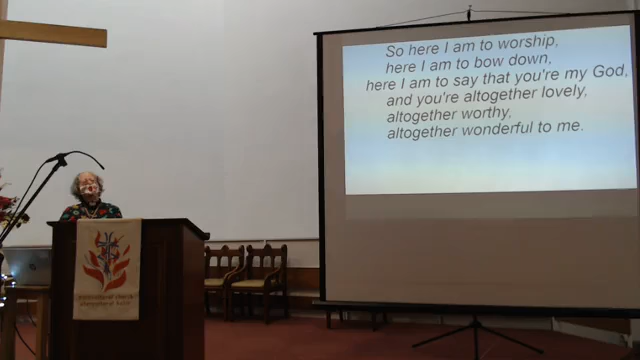 So here I am to worship,
here I am to bow down,
here I am to say that you're my God,
and you're altogether lovely,
altogether worthy,
altogether wonderful to me.